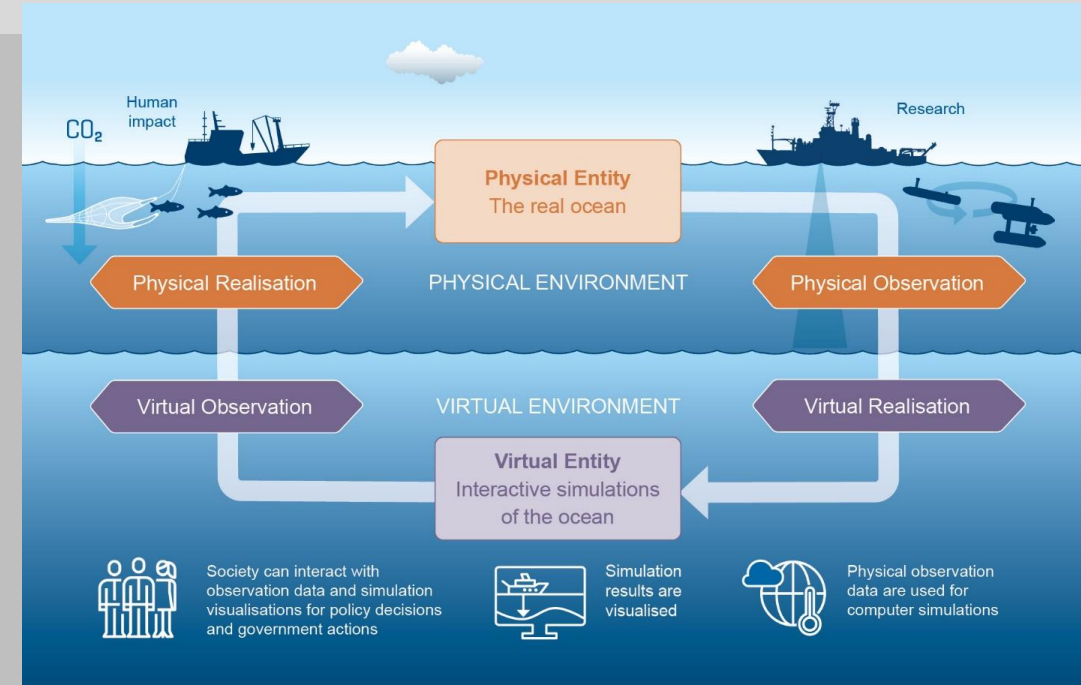 Human
impact
CO₂
Research
Physical Entity
The real ocean
Physical Realisation
PHYSICAL ENVIRONMENT
Physical Observation
Virtual Observation
VIRTUAL ENVIRONMENT
Virtual Realisation
Virtual Entity
Interactive simulations
of the ocean
Society can interact with
observation data and simulation
visualisations for policy decisions
and government actions
Simulation
results are
visualised
Physical observation
data are used for
computer simulations